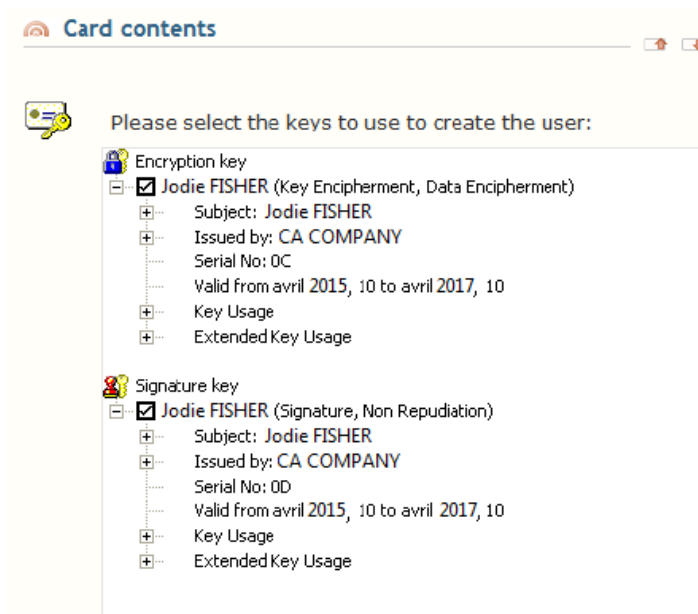 Card contents
Please select the keys to use to create the user:
Encryption key
Jodie FISHER (Key Encipherment, Data Encipherment)
Subject: Jodie FISHER
Issued by: CA COMPANY
Serial No: 0C
Valid from avril 2015, 10 to avril 2017, 10
Key Usage
Extended Key Usage
Signature key
Jodie FISHER (Signature, Non Repudiation)
Subject: Jodie FISHER
Issued by: CA COMPANY
Serial No: 0D
Valid from avril 2015, 10 to avril 2017, 10
Key Usage
Extended Key Usage